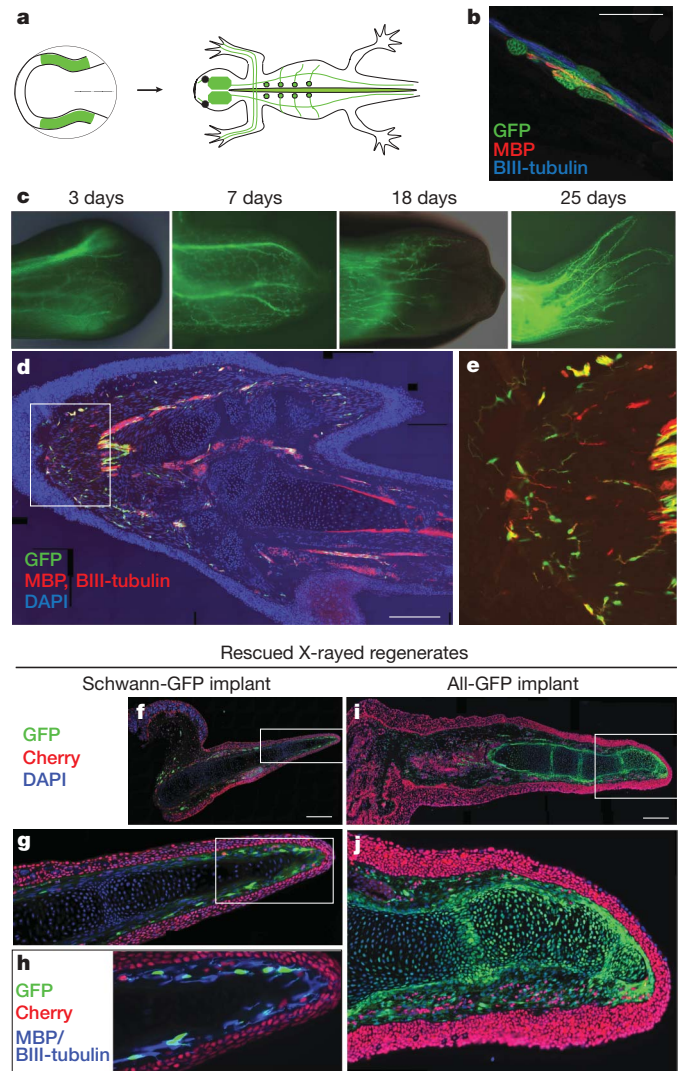 a
b
GFP
MBP
BIII-tubulin
c
3 days
7 days
18 days
25 days
d
GFP
MBP, BIII-tubulin
DAPI
e
Rescued X-rayed regenerates
Schwann-GFP implant
All-GFP implant
GFP
Cherry
DAPI
f
i
g
j
h
GFP
Cherry
MBP/
BIII-tubulin